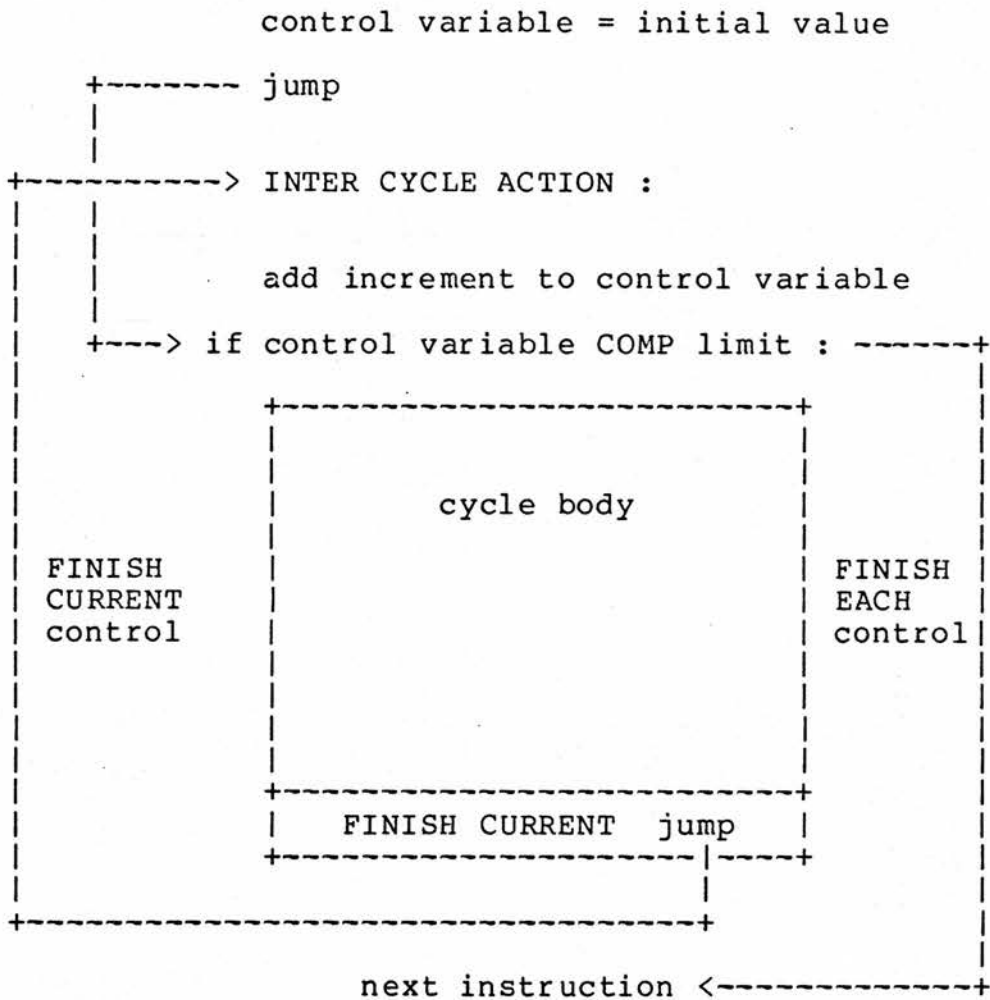 control variable = initial value
jump
INTER CYCLE ACTION :
add increment to control variable
if control variable COMP limit :
cycle body
FINISH
CURRENT
control
FINISH
EACH
control
FINISH CURRENT jump
next instruction